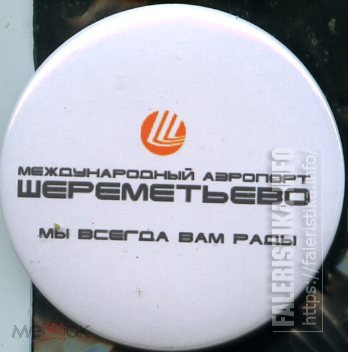 МЕЖДУНАРОДНЫЙ АЭРОПОРТ
ШЕРЕМЕТЬЕВО
МЫ ВСЕГДА ВАМ РАДЫ
FALERISTIKA.INFO
https://faleristika.info/